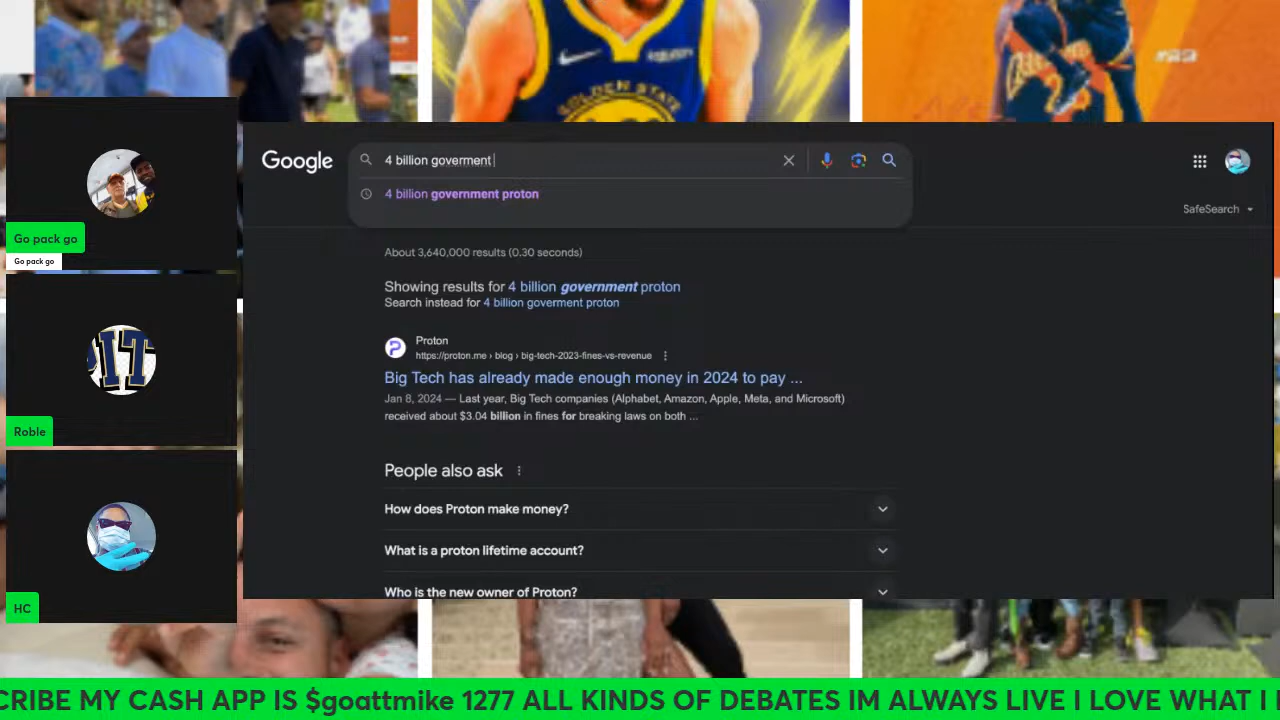 GOLDEN STATE
Go pack go
Go pack go
Roble
PIT
HC
Google
4 billion goverment
4 billion government proton
SafeSearch
About 3,640,000 results (0.30 seconds)
Showing results for 4 billion government proton
Search instead for 4 billion goverment proton
Proton
https://proton.me › blog › big-tech-2023-fines-vs-revenue
Big Tech has already made enough money in 2024 to pay ...
Jan 8, 2024 — Last year, Big Tech companies (Alphabet, Amazon, Apple, Meta, and Microsoft)
received about $3.04 billion in fines for breaking laws on both ...
People also ask
How does Proton make money?
What is a proton lifetime account?
Who is the new owner of Proton?
CRIBE MY CASH APP IS $goattmike 1277 ALL KINDS OF DEBATES IM ALWAYS LIVE I LOVE WHAT I